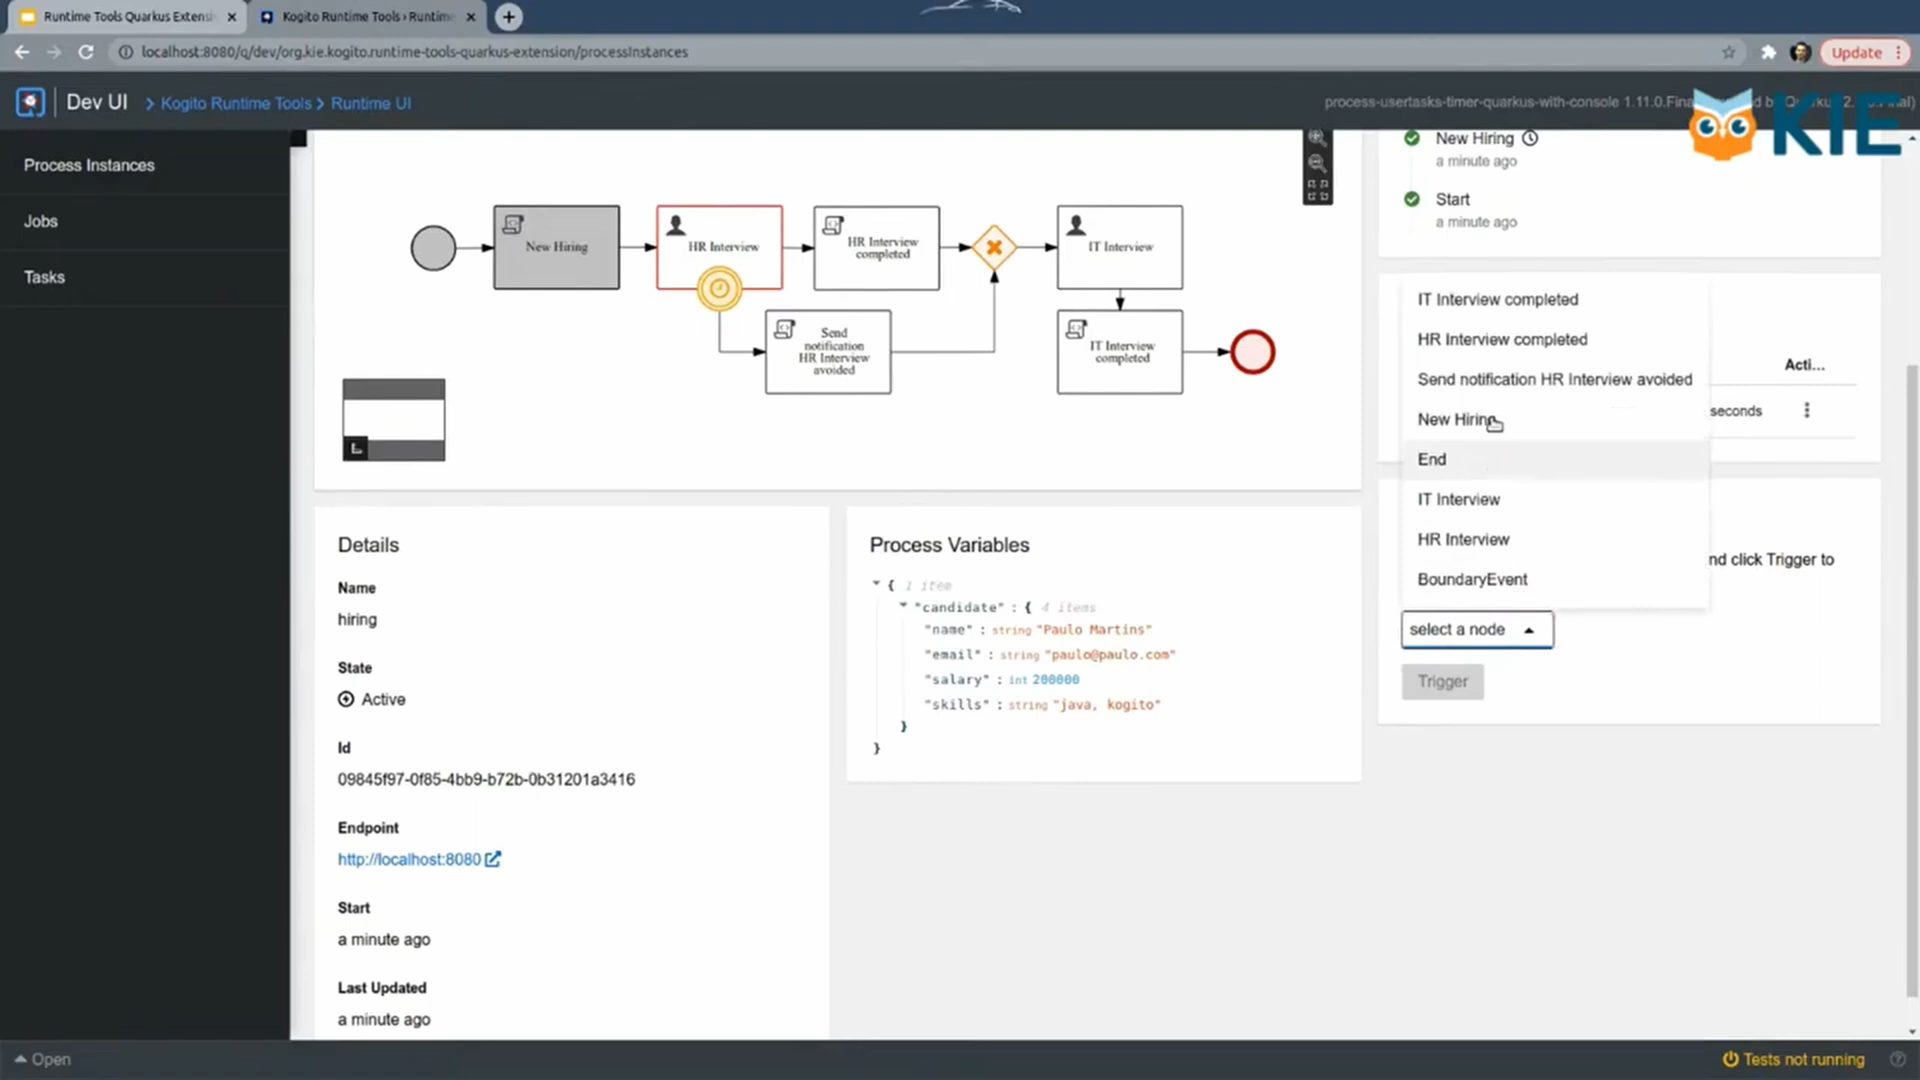 Runtime Tools Quarkus Extensi
Kogito Runtime Tools › Runtime
localhost:8080/q/dev/org.kie.kogito.runtime-tools-quarkus-extension/processInstances
Update
Dev UI
Kogito Runtime Tools
Runtime UI
process-usertasks-timer-quarkus-with-console 1.11.0.Fina
KIE
Process Instances
Jobs
Tasks
New Hiring
HR Interview
HR Interview
completed
IT Interview
Send
notification
HR Interview
avoided
IT Interview
completed
New Hiring
a minute ago
Start
a minute ago
IT Interview completed
HR Interview completed
Send notification HR Interview avoided
New Hiring
End
IT Interview
HR Interview
BoundaryEvent
Acti...
seconds
nd click Trigger to
select a node
Trigger
Details
Name
hiring
State
Active
Id
09845f97-0f85-4bb9-b72b-0b31201a3416
Endpoint
http://localhost:8080
Start
a minute ago
Last Updated
a minute ago
Process Variables
{ 1 item
"candidate" : { 4 items
"name" : string "Paulo Martins"
"email" : string "paulo@paulo.com"
"salary" : int 200000
"skills" : string "java, kogito"
}
}
Open
Tests not running